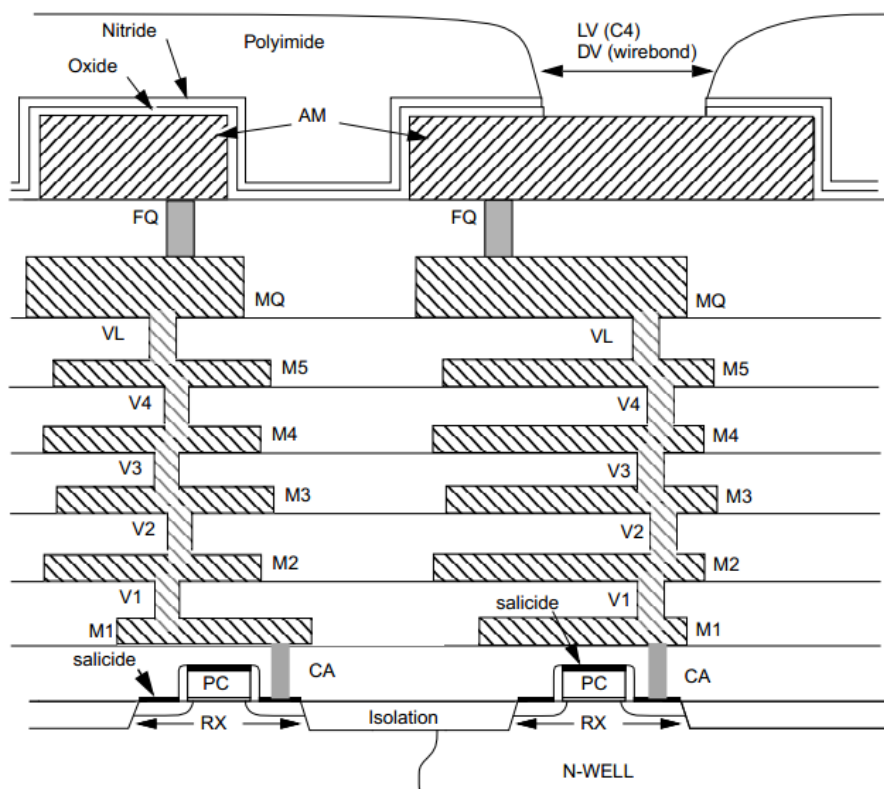 Nitride
Polyimide
LV (C4)
DV (wirebond)
Oxide
AM
FQ
FQ
MQ
MQ
VL
VL
M5
M5
V4
V4
M4
M4
V3
V3
M3
M3
V2
V2
M2
M2
V1
V1
salicide
M1
M1
salicide
PC
CA
PC
CA
RX
Isolation
RX
N-WELL